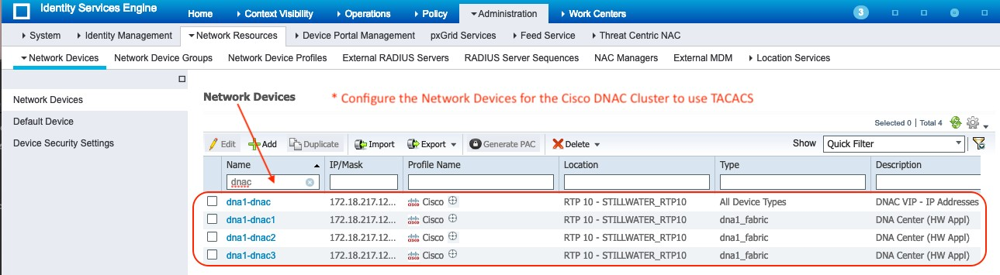 Identity Services Engine
Home Context Visibility Operations Policy Administration Work Centers 3
System Identity Management Network Resources Device Portal Management pxGrid Services Feed Service Threat Centric NAC
Network Devices Network Device Groups Network Device Profiles External RADIUS Servers RADIUS Server Sequences NAC Managers External MDM Location Services
Network Devices
Default Device
Device Security Settings
Network Devices * Configure the Network Devices for the Cisco DNAC Cluster to use TACACS
Selected 0 | Total 4
Edit Add Duplicate Import Export Generate PAC Delete Show Quick Filter
Name IP/Mask Profile Name Location Type Description
dnac
dna1-dnac 172.18.217.12... cisco Cisco RTP 10 - STILLWATER_RTP10 All Device Types DNAC VIP - IP Addresses
dna1-dnac1 172.18.217.12... cisco Cisco RTP 10 - STILLWATER_RTP10 dna1_fabric DNA Center (HW Appl)
dna1-dnac2 172.18.217.12... cisco Cisco RTP 10 - STILLWATER_RTP10 dna1_fabric DNA Center (HW Appl)
dna1-dnac3 172.18.217.12... cisco Cisco RTP 10 - STILLWATER_RTP10 dna1_fabric DNA Center (HW Appl)